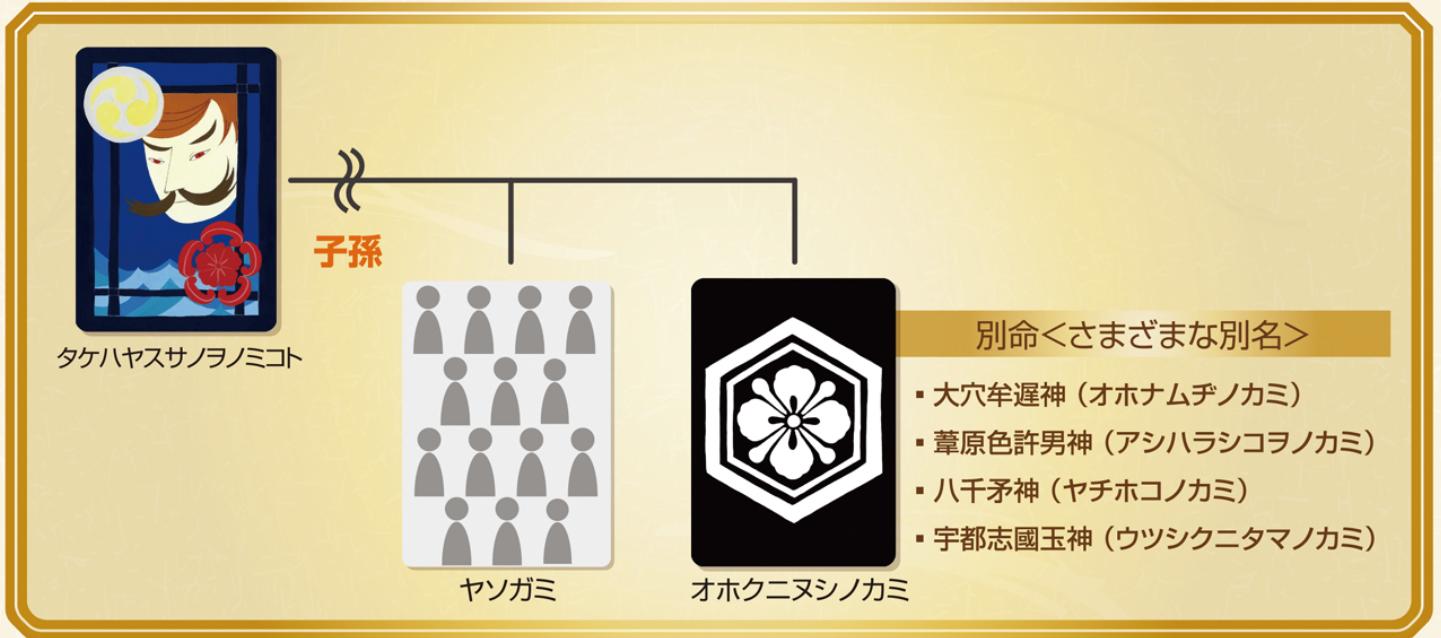 タケハヤスサノヲノミコト
子孫
ヤソガミ
オホクニヌシノカミ
別命<さまざまな別名>
▪ 大穴牟遅神（オホナムヂノカミ）
▪ 葦原色許男神（アシハラシコヲノカミ）
▪ 八千矛神（ヤチホコノカミ）
▪ 宇都志國玉神（ウツシクニタマノカミ）